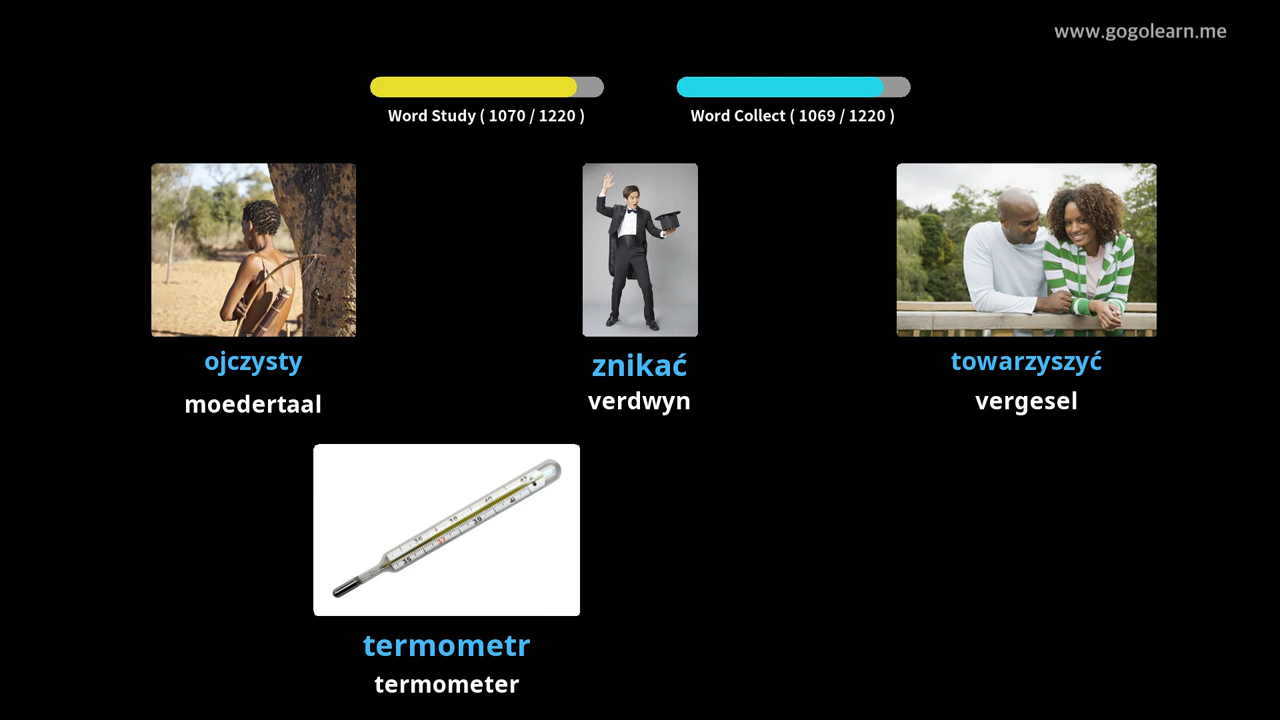 www.gogolearn.me
Word Study ( 1070 / 1220 )
Word Collect ( 1069 / 1220 )
ojczysty
moedertaal
znikać
verdwyn
towarzyszyć
vergesel
termometr
termometer